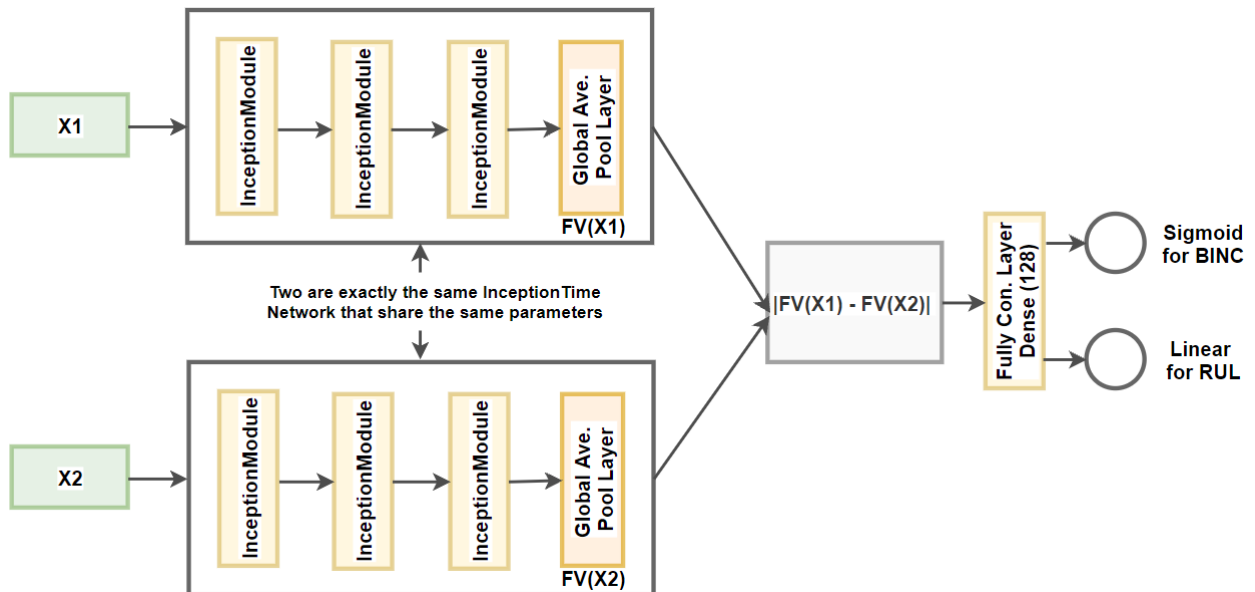 X1
InceptionModule
InceptionModule
InceptionModule
Global Ave.
Pool Layer
FV(X1)
Two are exactly the same InceptionTime
Network that share the same parameters
X2
InceptionModule
InceptionModule
InceptionModule
Global Ave.
Pool Layer
FV(X2)
|FV(X1) - FV(X2)|
Fully Con. Layer
Dense (128)
Sigmoid
for BINC
Linear
for RUL